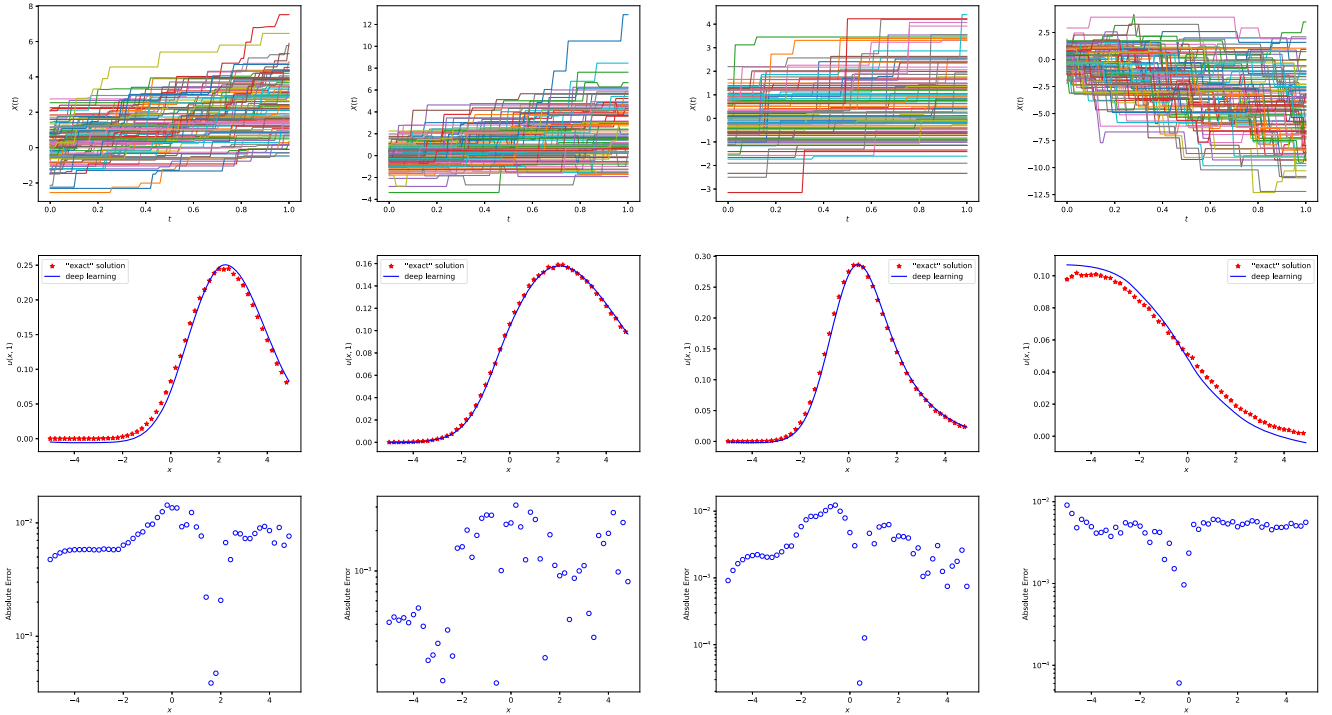 8
6
4
2
0
−2
X(t)
0.0 0.2 0.4 0.6 0.8 1.0
t
12
10
8
6
4
2
0
−2
−4
X(t)
0.0 0.2 0.4 0.6 0.8 1.0
t
4
3
2
1
0
−1
−2
−3
X(t)
0.0 0.2 0.4 0.6 0.8 1.0
t
2.5
0.0
−2.5
−5.0
−7.5
−10.0
−12.5
X(t)
0.0 0.2 0.4 0.6 0.8 1.0
t
"exact" solution
deep learning
0.25
0.20
0.15
0.10
0.05
0.00
u(x, 1)
−4 −2 0 2 4
x
"exact" solution
deep learning
0.16
0.14
0.12
0.10
0.08
0.06
0.04
0.02
0.00
u(x, 1)
−4 −2 0 2 4
x
"exact" solution
deep learning
0.30
0.25
0.20
0.15
0.10
0.05
0.00
u(x, 1)
−4 −2 0 2 4
x
"exact" solution
deep learning
0.10
0.08
0.06
0.04
0.02
0.00
u(x, 1)
−4 −2 0 2 4
x
10⁻²
10⁻³
Absolute Error
−4 −2 0 2 4
x
10⁻³
Absolute Error
−4 −2 0 2 4
x
10⁻²
10⁻³
10⁻⁴
Absolute Error
−4 −2 0 2 4
x
10⁻²
10⁻³
10⁻⁴
Absolute Error
−4 −2 0 2 4
x